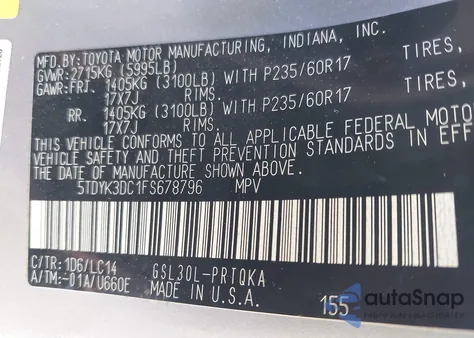 MFD.BY:TOYOTA MOTOR MANUFACTURING, INDIANA, INC.
GVWR:2715KG (5995LB)
GAWR:FRT. 1405KG (3100LB) WITH P235/60R17 TIRES,
17X7J RIMS.
RR. 1405KG (3100LB) WITH P235/60R17 TIRES,
17X7J RIMS.
THIS VEHICLE CONFORMS TO ALL APPLICABLE FEDERAL MOTOR
VEHICLE SAFETY AND THEFT PREVENTION STANDARDS IN EFF
THE DATE OF MANUFACTURE SHOWN ABOVE.
5TDYK3DC1FS678796 MPV
C/TR:1D6/LC14 GSL30L-PRTQKA
A/TM:-01A/U660E MADE IN U.S.A. 155
autoSnap